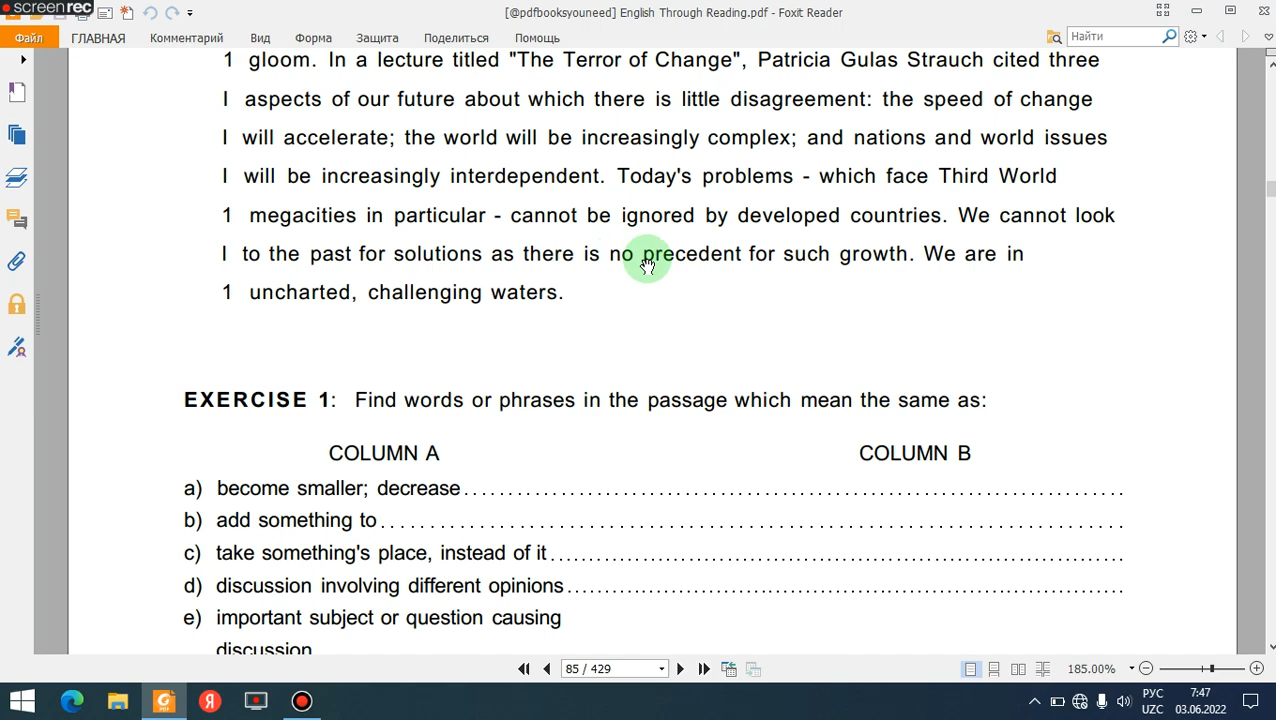 screenrec
[@pdfbooksyouneed] English Through Reading.pdf - Foxit Reader
Файл ГЛАВНАЯ Комментарий Вид Форма Защита Поделиться Помощь Найти
1 gloom. In a lecture titled "The Terror of Change", Patricia Gulas Strauch cited three
I aspects of our future about which there is little disagreement: the speed of change
I will accelerate; the world will be increasingly complex; and nations and world issues
I will be increasingly interdependent. Today's problems - which face Third World
1 megacities in particular - cannot be ignored by developed countries. We cannot look
I to the past for solutions as there is no precedent for such growth. We are in
1 uncharted, challenging waters.
EXERCISE 1: Find words or phrases in the passage which mean the same as:
COLUMN A COLUMN B
a) become smaller; decrease
b) add something to
c) take something's place, instead of it
d) discussion involving different opinions
e) important subject or question causing
discussion
85 / 429 185.00%
РУС 7:47
UZC 03.06.2022